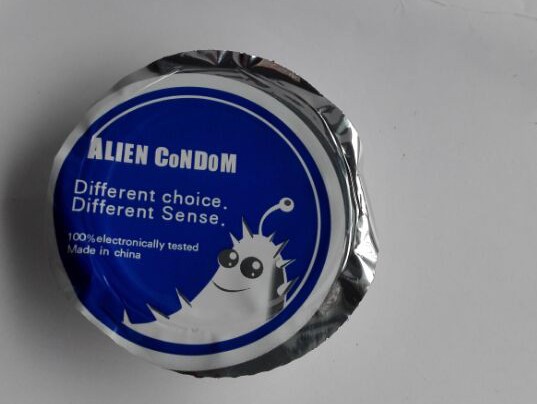 ALIEN CoNDoM
Different choice.
Different Sense.
100%electronically tested
Made in china